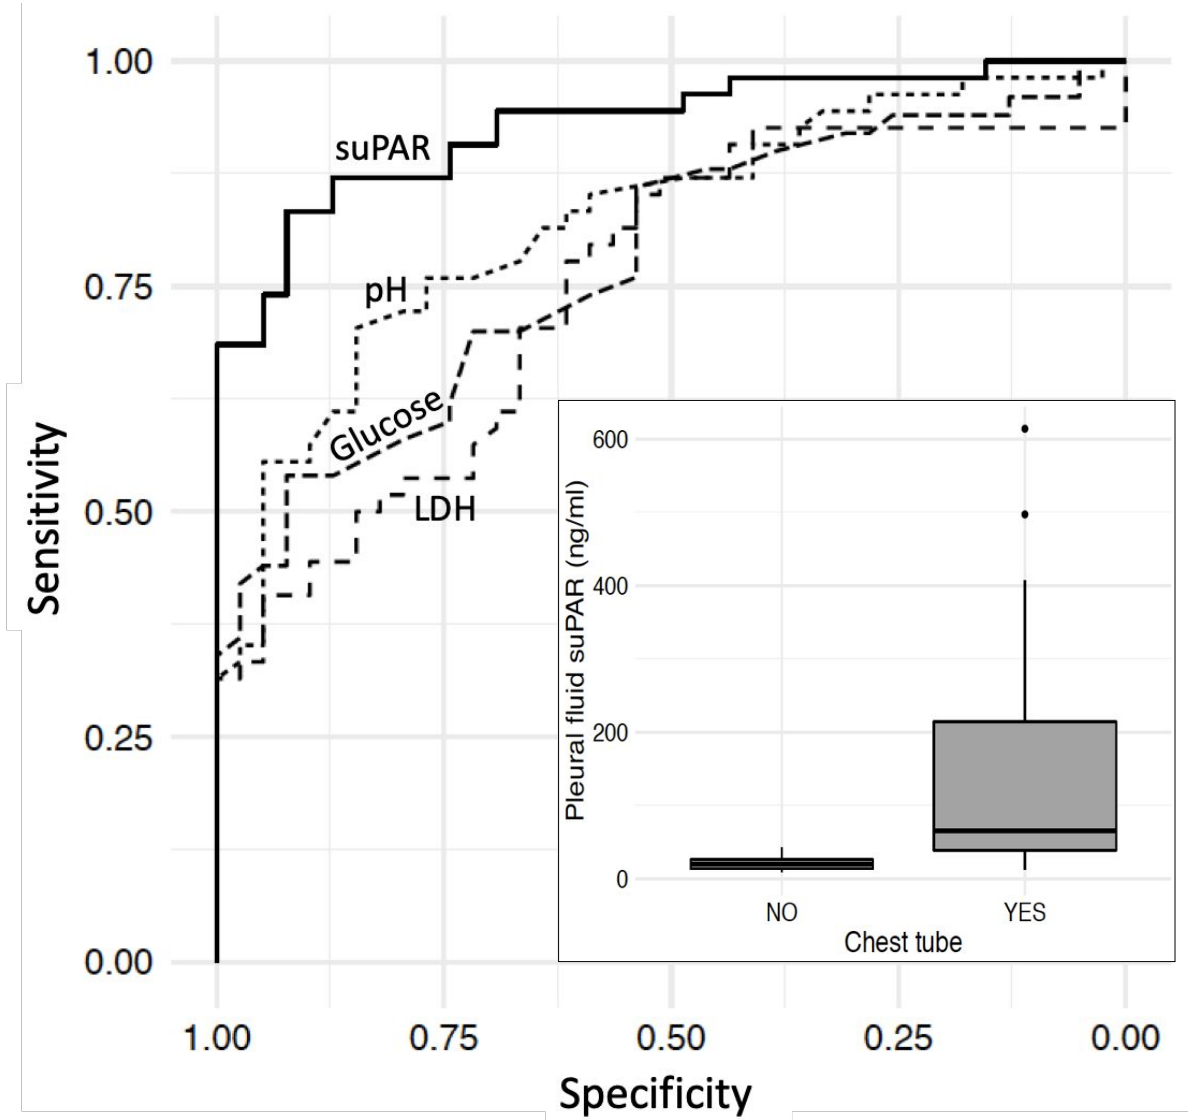 1.00
suPAR
0.75
pH
Glucose
0.50
LDH
0.25
0.00
Sensitivity
1.00
0.75
0.50
0.25
0.00
Specificity
600
400
200
0
Pleural fluid suPAR (ng/ml)
NO
YES
Chest tube